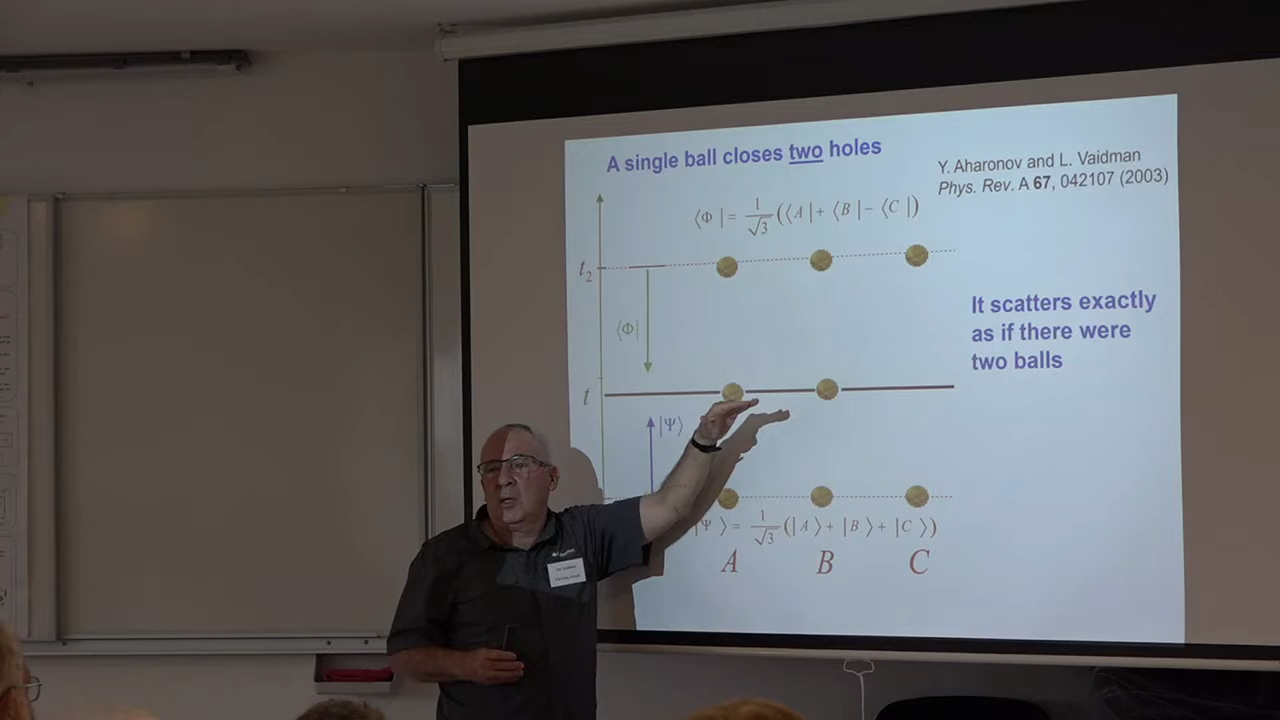 A single ball closes two holes
Y. Aharonov and L. Vaidman
Phys. Rev. A 67, 042107 (2003)
⟨Φ| = 1/√3 (⟨A| + ⟨B| − ⟨C|)
t₂
⟨Φ|
It scatters exactly
as if there were
two balls
t
|Ψ⟩
Ψ⟩ = 1/√3 (|A⟩ + |B⟩ + |C⟩)
A B C